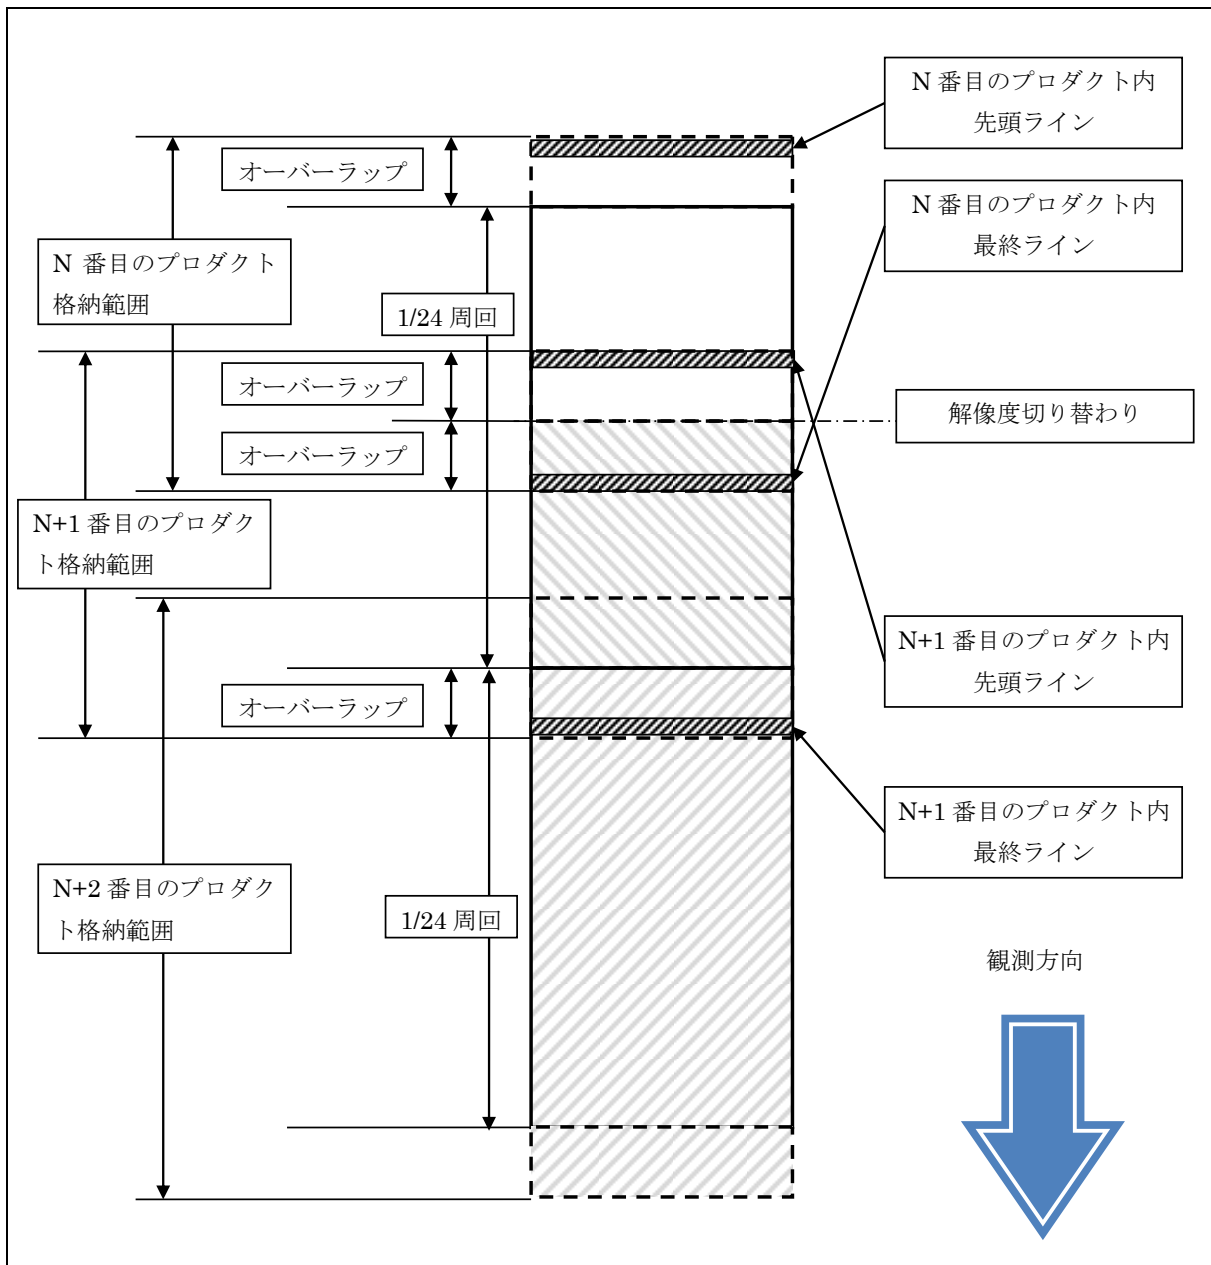 N 番目のプロダクト内
先頭ライン
オーバーラップ
N 番目のプロダクト内
最終ライン
N 番目のプロダクト
格納範囲
1/24 周回
オーバーラップ
解像度切り替わり
オーバーラップ
N+1 番目のプロダク
ト格納範囲
N+1 番目のプロダクト内
先頭ライン
オーバーラップ
N+1 番目のプロダクト内
最終ライン
N+2 番目のプロダク
ト格納範囲
1/24 周回
観測方向